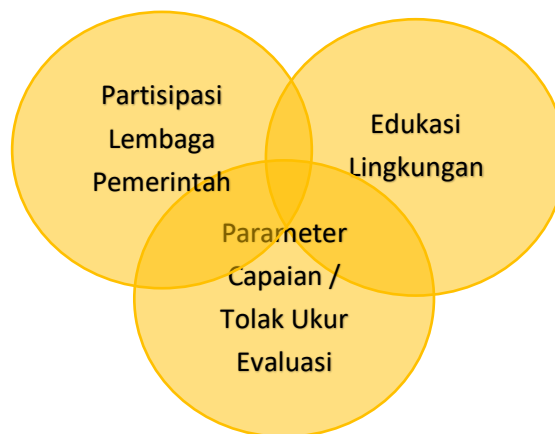 Partisipasi
Lembaga
Pemerintah
Edukasi
Lingkungan
Parameter
Capaian /
Tolak Ukur
Evaluasi